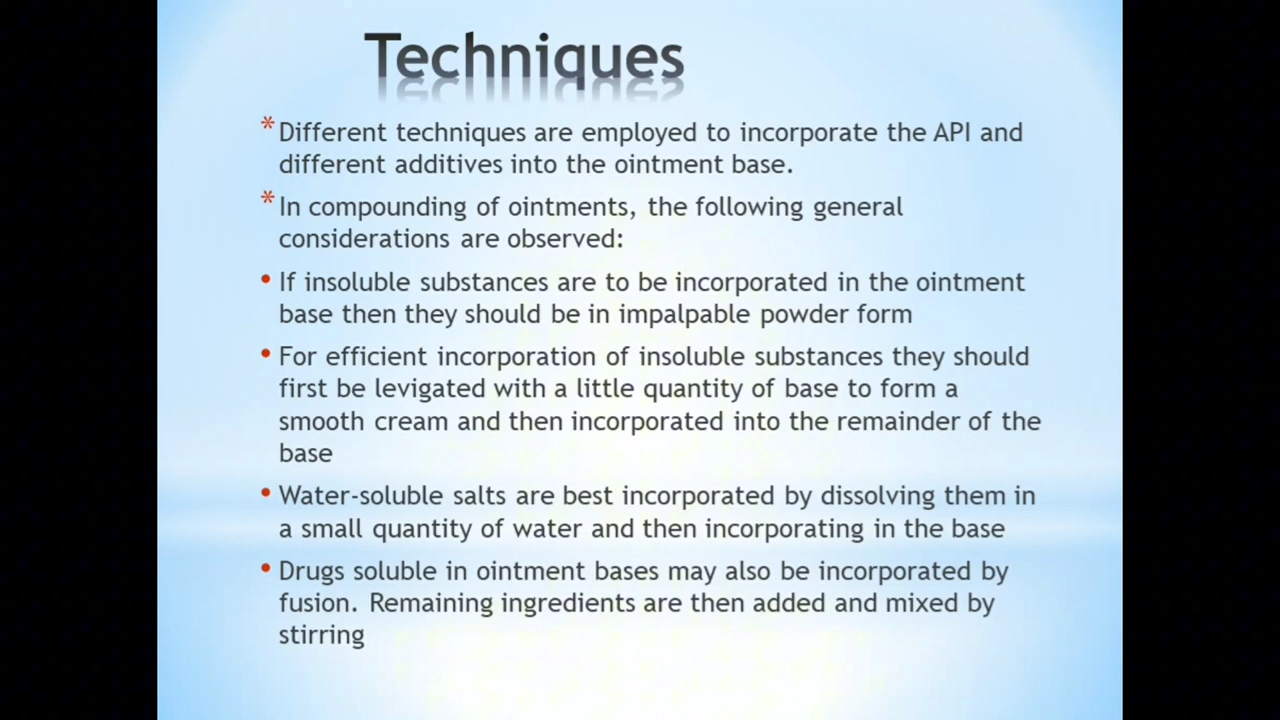 Techniques
* Different techniques are employed to incorporate the API and
different additives into the ointment base.
* In compounding of ointments, the following general
considerations are observed:
• If insoluble substances are to be incorporated in the ointment
base then they should be in impalpable powder form
• For efficient incorporation of insoluble substances they should
first be levigated with a little quantity of base to form a
smooth cream and then incorporated into the remainder of the
base
• Water-soluble salts are best incorporated by dissolving them in
a small quantity of water and then incorporating in the base
• Drugs soluble in ointment bases may also be incorporated by
fusion. Remaining ingredients are then added and mixed by
stirring